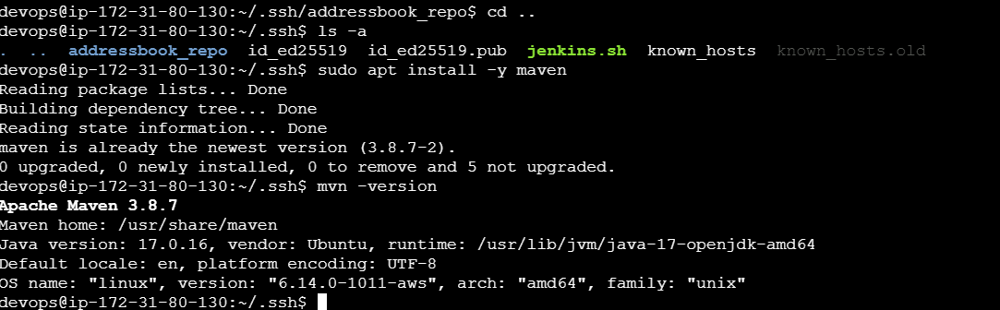 devops@ip-172-31-80-130:~/.ssh/addressbook_repo$ cd ..
devops@ip-172-31-80-130:~/.ssh$ ls -a
.  ..  addressbook_repo  id_ed25519  id_ed25519.pub  jenkins.sh  known_hosts  known_hosts.old
devops@ip-172-31-80-130:~/.ssh$ sudo apt install -y maven
Reading package lists... Done
Building dependency tree... Done
Reading state information... Done
maven is already the newest version (3.8.7-2).
0 upgraded, 0 newly installed, 0 to remove and 5 not upgraded.
devops@ip-172-31-80-130:~/.ssh$ mvn -version
Apache Maven 3.8.7
Maven home: /usr/share/maven
Java version: 17.0.16, vendor: Ubuntu, runtime: /usr/lib/jvm/java-17-openjdk-amd64
Default locale: en, platform encoding: UTF-8
OS name: "linux", version: "6.14.0-1011-aws", arch: "amd64", family: "unix"
devops@ip-172-31-80-130:~/.ssh$